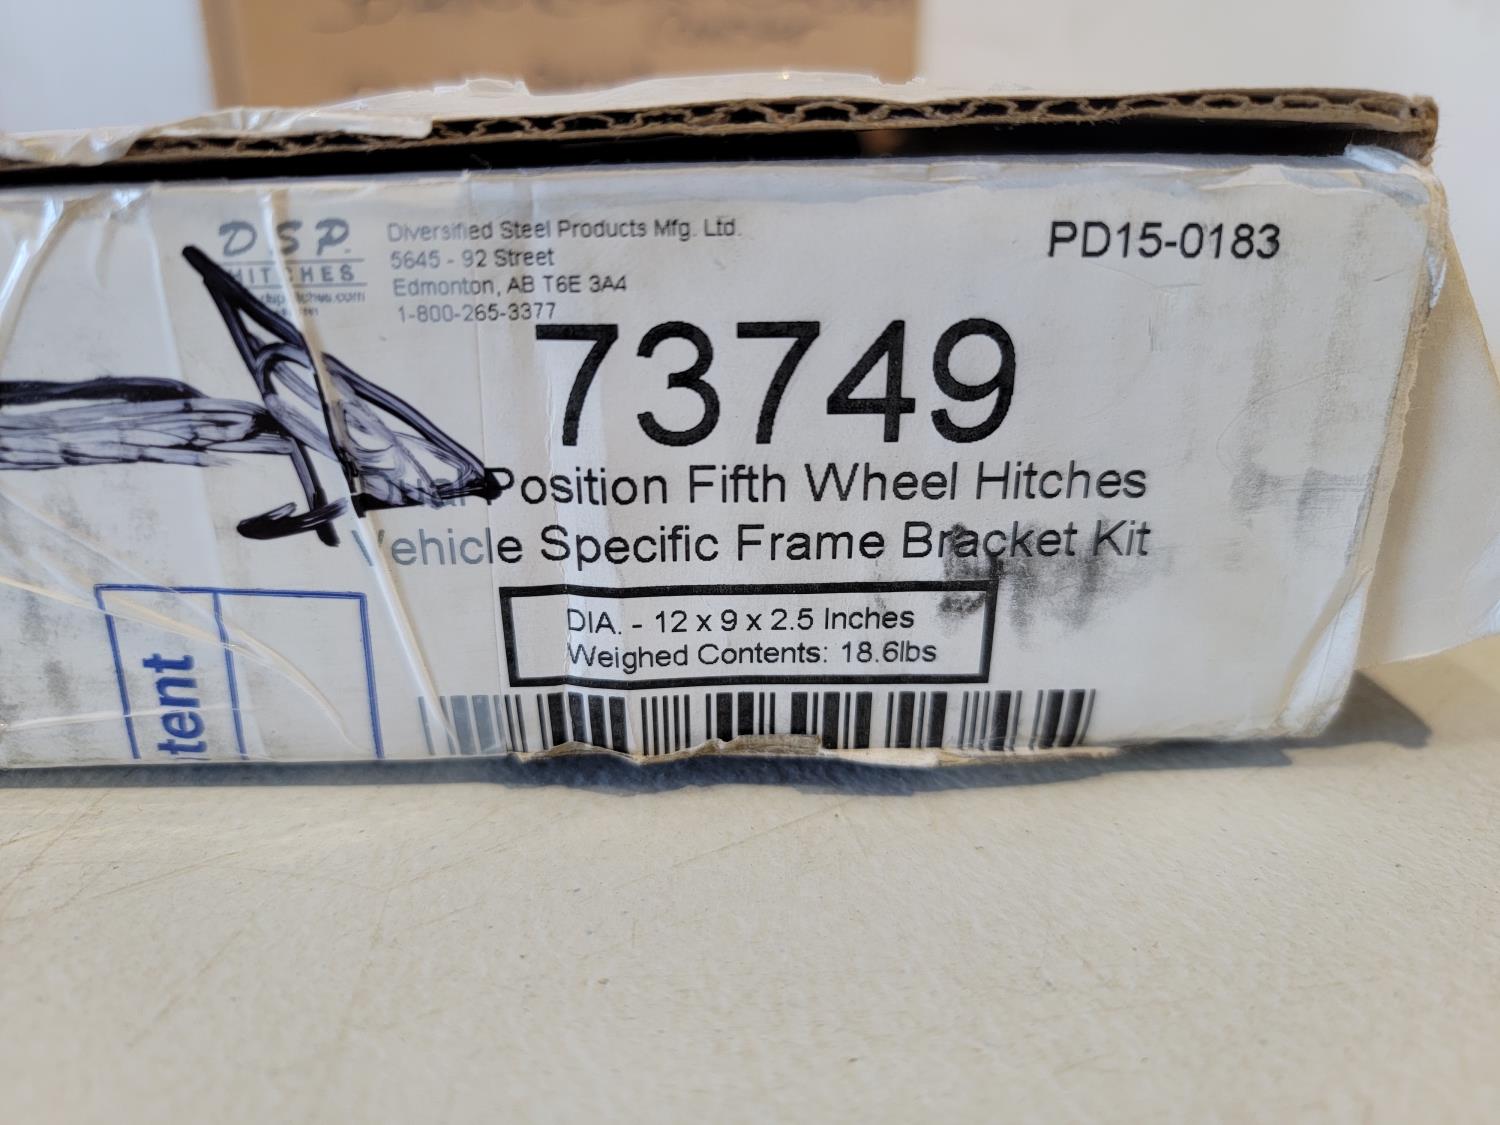 DSP
HITCHES
Diversified Steel Products Mfg. Ltd.
5645 - 92 Street
Edmonton, AB T6E 3A4
1-800-265-3377
PD15-0183
73749
Dual Position Fifth Wheel Hitches
Vehicle Specific Frame Bracket Kit
DIA. - 12 x 9 x 2.5 Inches
Weighed Contents: 18.6lbs
tent